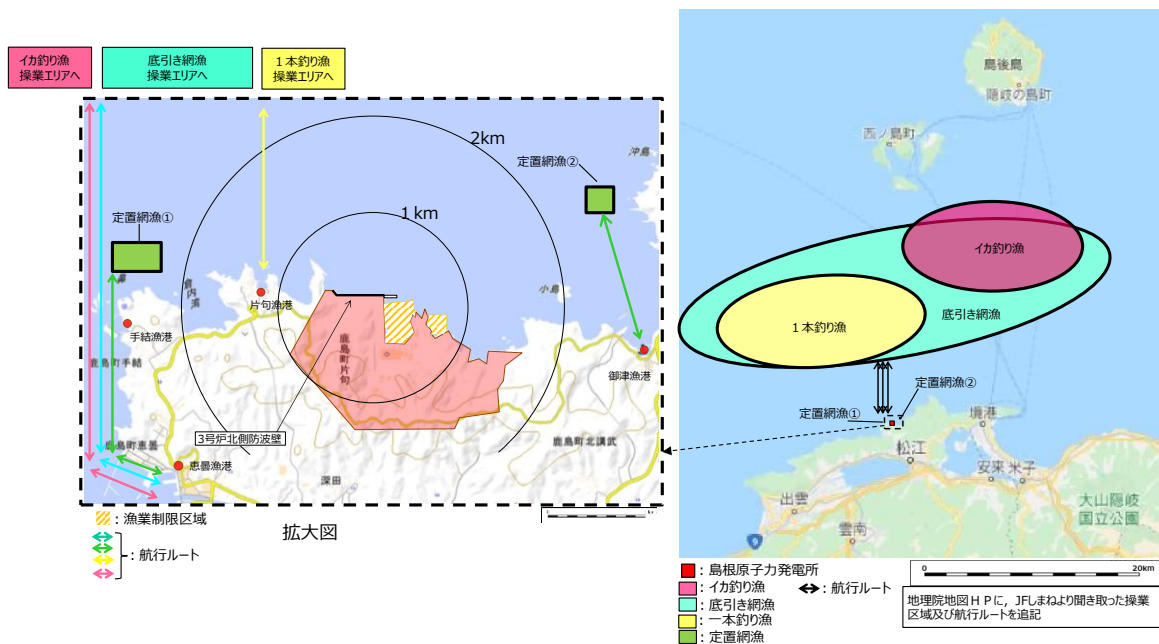 イカ釣り漁
操業エリアへ
底引き網漁
操業エリアへ
1本釣り漁
操業エリアへ
2km
1km
定置網漁②
沖島
定置網漁①
鼻
倉内湾
小島
片句漁港
手結漁港
鹿島町片句
鹿島町手結
御津漁港
3号炉北側防波壁
鹿島町恵曇
恵曇漁港
深田
鹿島町北講武
:漁業制限区域
:航行ルート
拡大図
島後島
隠岐の島町
西ノ島町
イカ釣り漁
底引き網漁
1本釣り漁
定置網漁②
定置網漁①
境港
松江
安来
米子
出雲
大山隠岐
国立公園
雲南
9
:島根原子力発電所
:イカ釣り漁
:航行ルート
:底引き網漁
:一本釣り漁
:定置網漁
0
20km
地理院地図HPに,JFしまねより聞き取った操業
区域及び航行ルートを追記